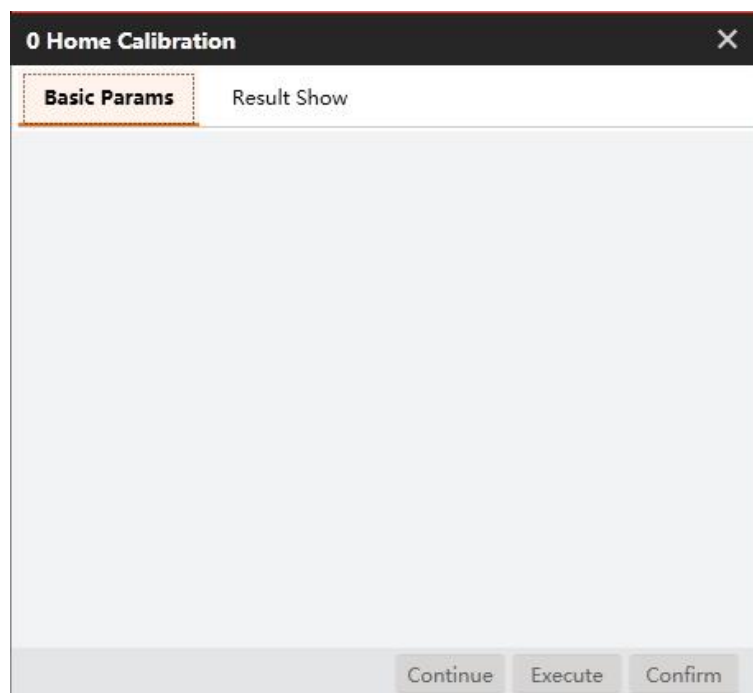 0 Home Calibration
Basic Params Result Show
Continue Execute Confirm